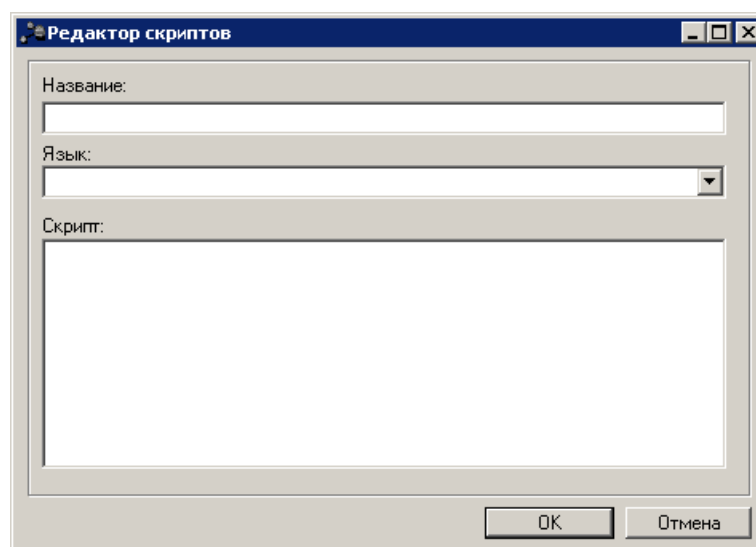 Редактор скриптов
Название:
Язык:
Скрипт:
OK
Отмена